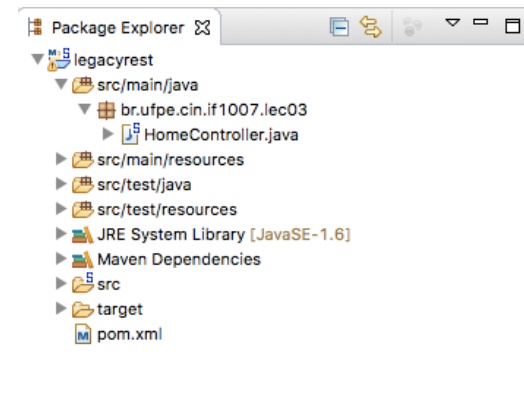 Package Explorer
legacyrest
src/main/java
br.ufpe.cin.if1007.lec03
HomeController.java
src/main/resources
src/test/java
src/test/resources
JRE System Library [JavaSE-1.6]
Maven Dependencies
src
target
pom.xml